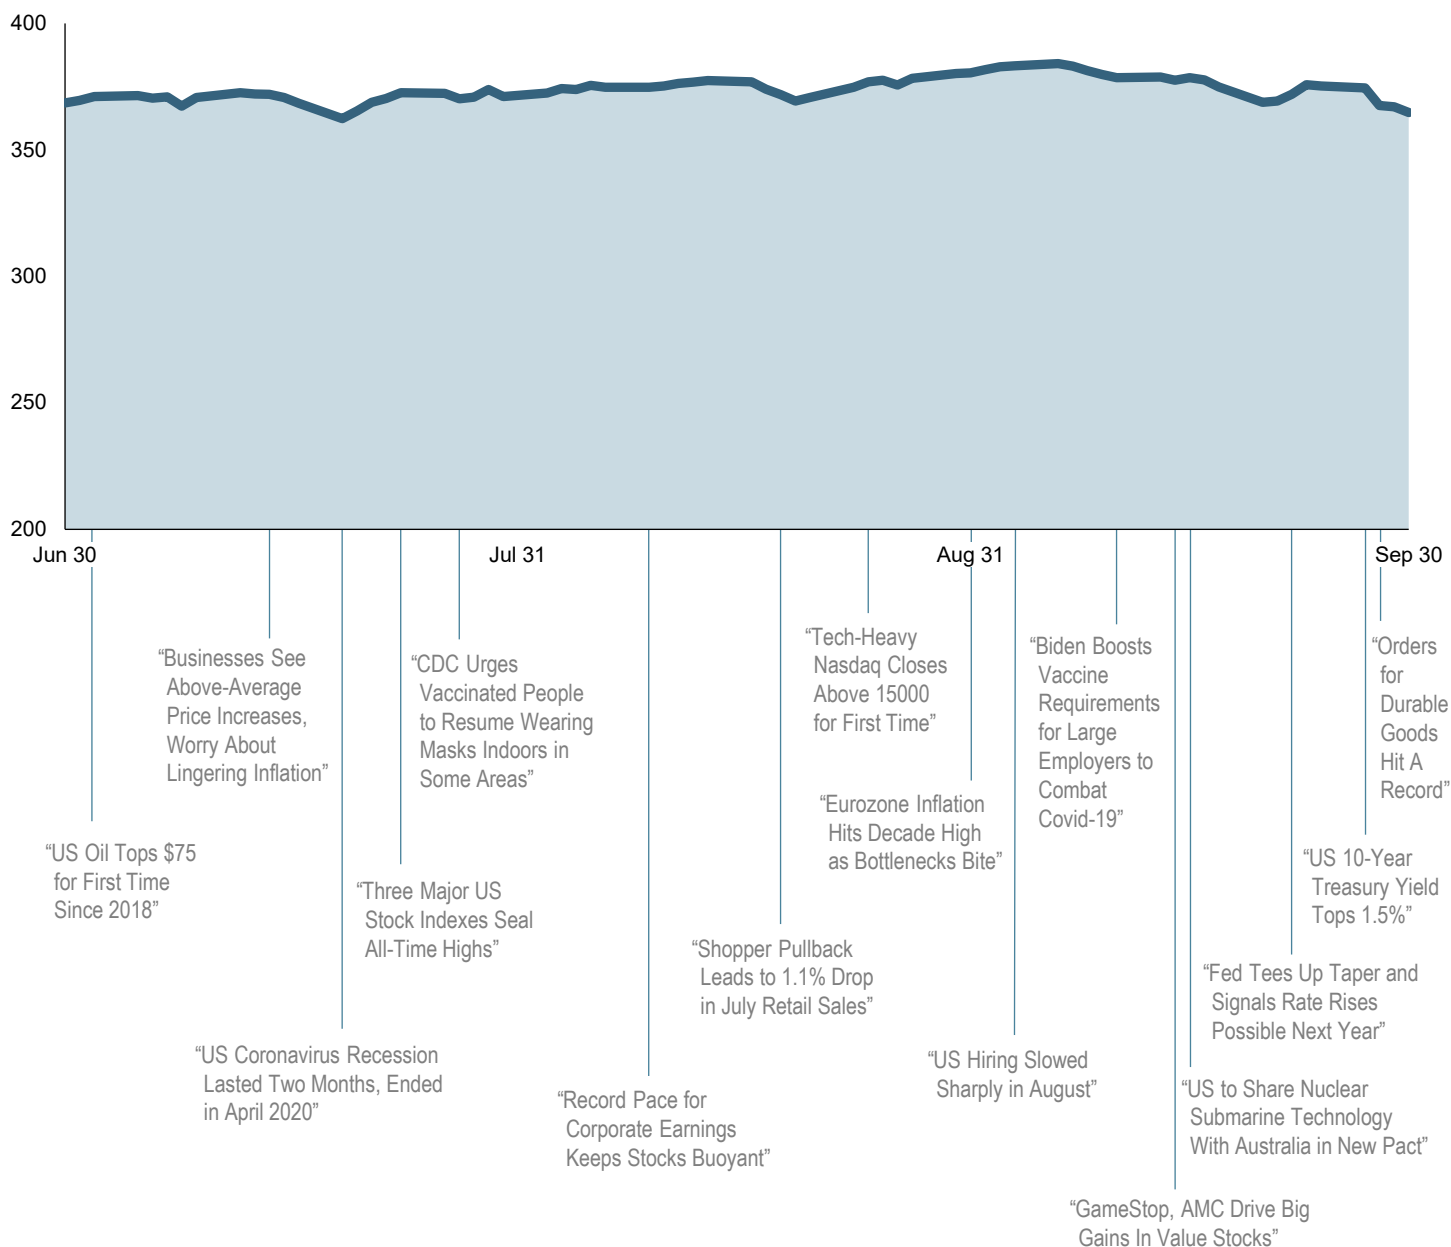 400
350
300
250
200
Jun 30
Jul 31
Aug 31
Sep 30
“US Oil Tops $75
for First Time
Since 2018”
“Businesses See
Above-Average
Price Increases,
Worry About
Lingering Inflation”
“US Coronavirus Recession
Lasted Two Months, Ended
in April 2020”
“Three Major US
Stock Indexes Seal
All-Time Highs”
“CDC Urges
Vaccinated People
to Resume Wearing
Masks Indoors in
Some Areas”
“Record Pace for
Corporate Earnings
Keeps Stocks Buoyant”
“Shopper Pullback
Leads to 1.1% Drop
in July Retail Sales”
“Tech-Heavy
Nasdaq Closes
Above 15000
for First Time”
“Eurozone Inflation
Hits Decade High
as Bottlenecks Bite”
“US Hiring Slowed
Sharply in August”
“Biden Boosts
Vaccine
Requirements
for Large
Employers to
Combat
Covid-19”
“GameStop, AMC Drive Big
Gains In Value Stocks”
“US to Share Nuclear
Submarine Technology
With Australia in New Pact”
“Fed Tees Up Taper and
Signals Rate Rises
Possible Next Year”
“US 10-Year
Treasury Yield
Tops 1.5%”
“Orders
for
Durable
Goods
Hit A
Record”